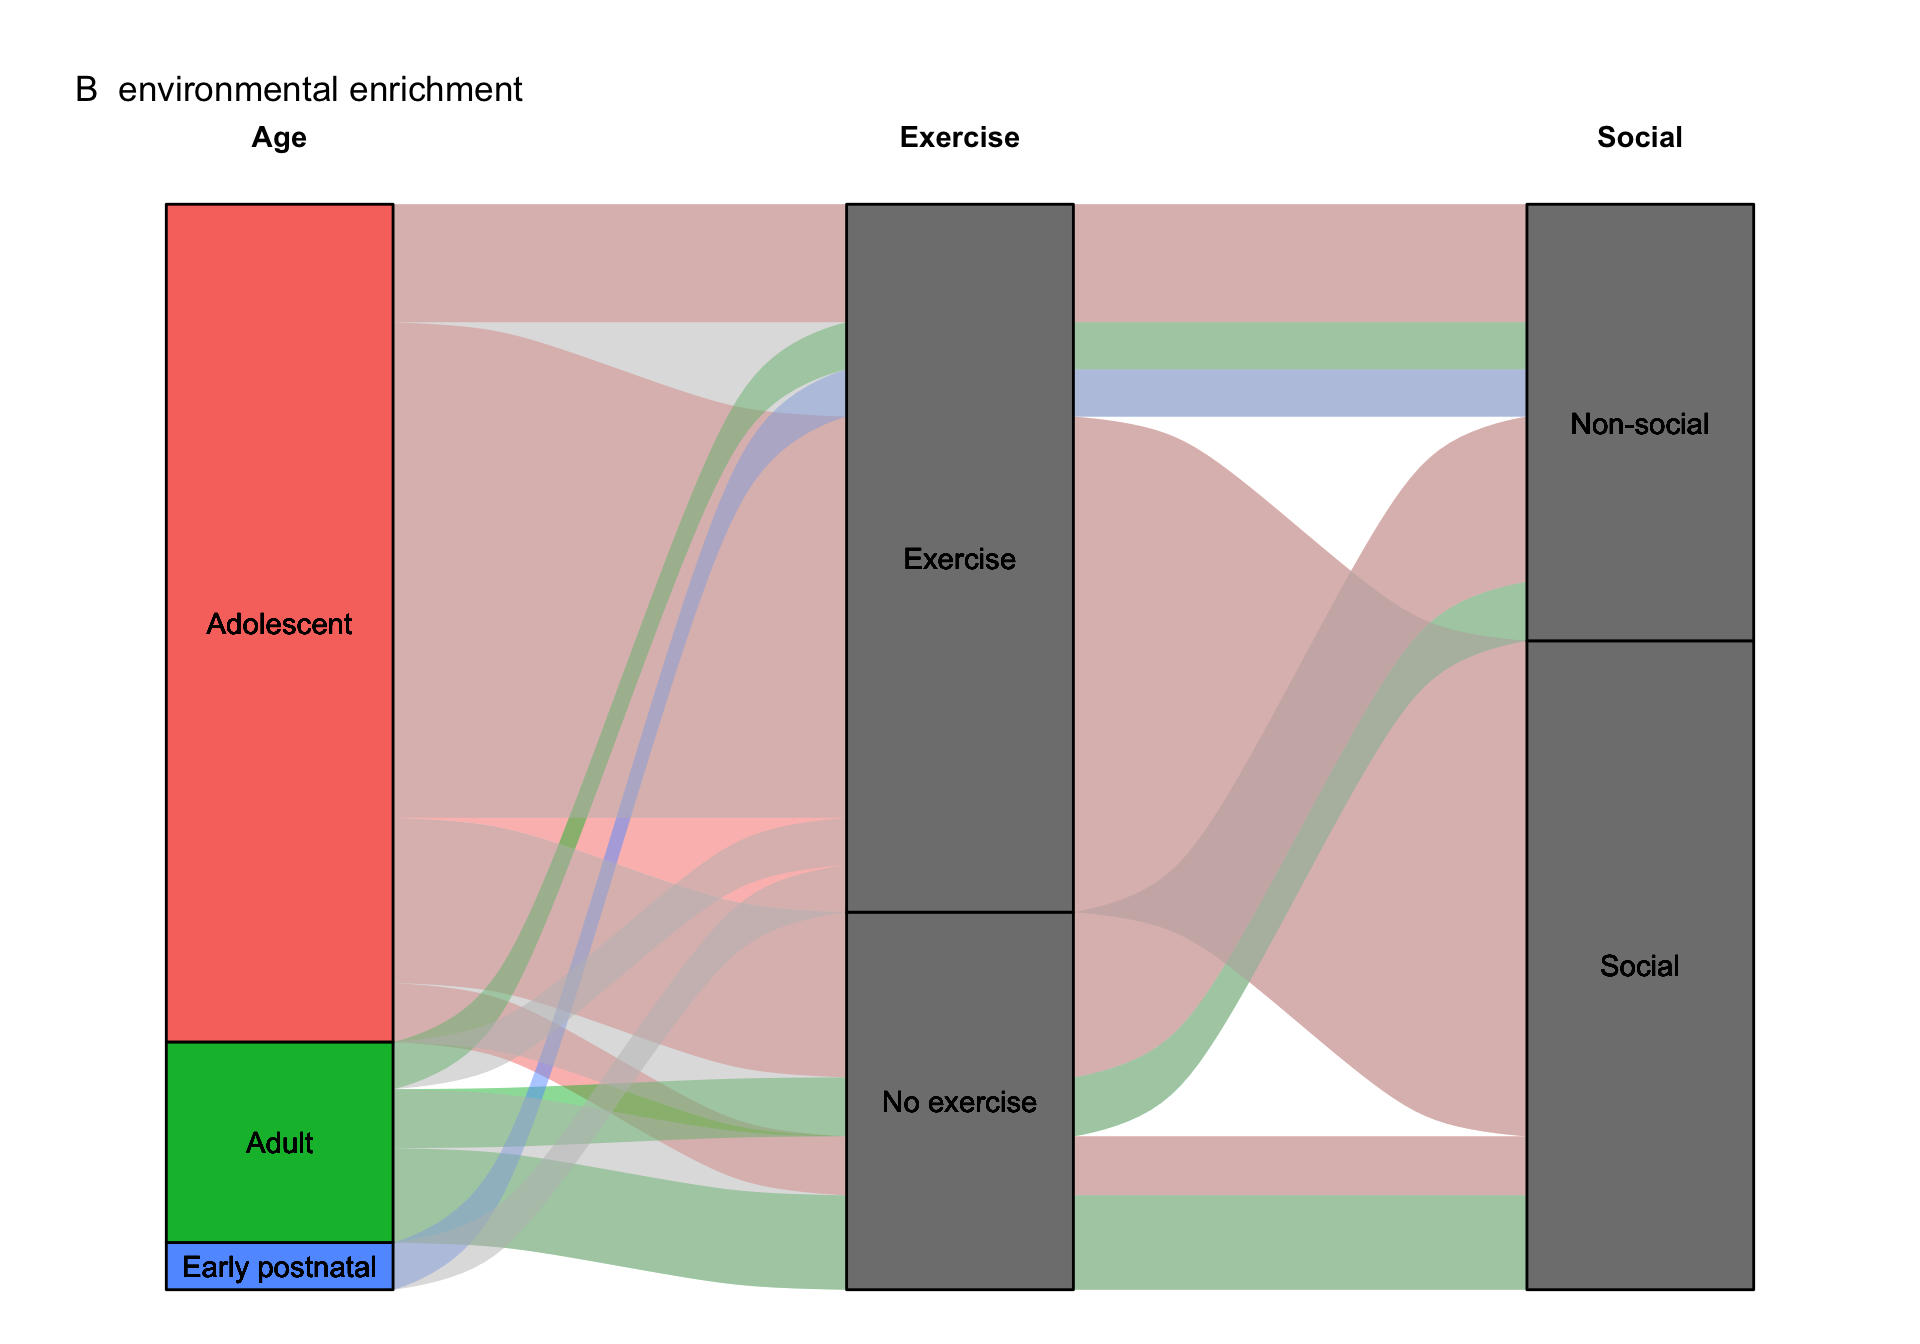 B environmental enrichment
Age Exercise Social
Non-social
Exercise
Adolescent
Social
No exercise
Adult
Early postnatal